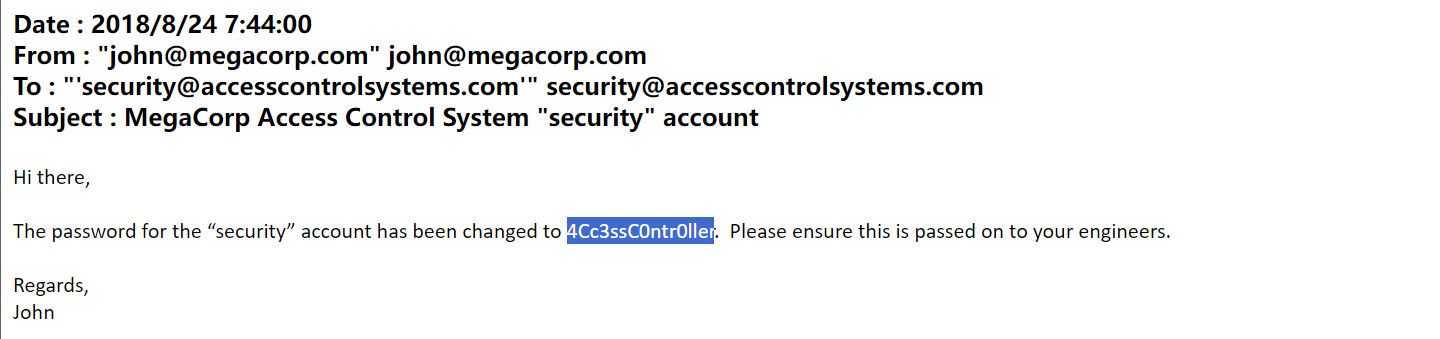 Date : 2018/8/24 7:44:00
From : "john@megacorp.com" john@megacorp.com
To : "'security@accesscontrolsystems.com'" security@accesscontrolsystems.com
Subject : MegaCorp Access Control System "security" account
Hi there,
The password for the “security” account has been changed to 4Cc3ssC0ntr0ller.  Please ensure this is passed on to your engineers.
Regards,
John